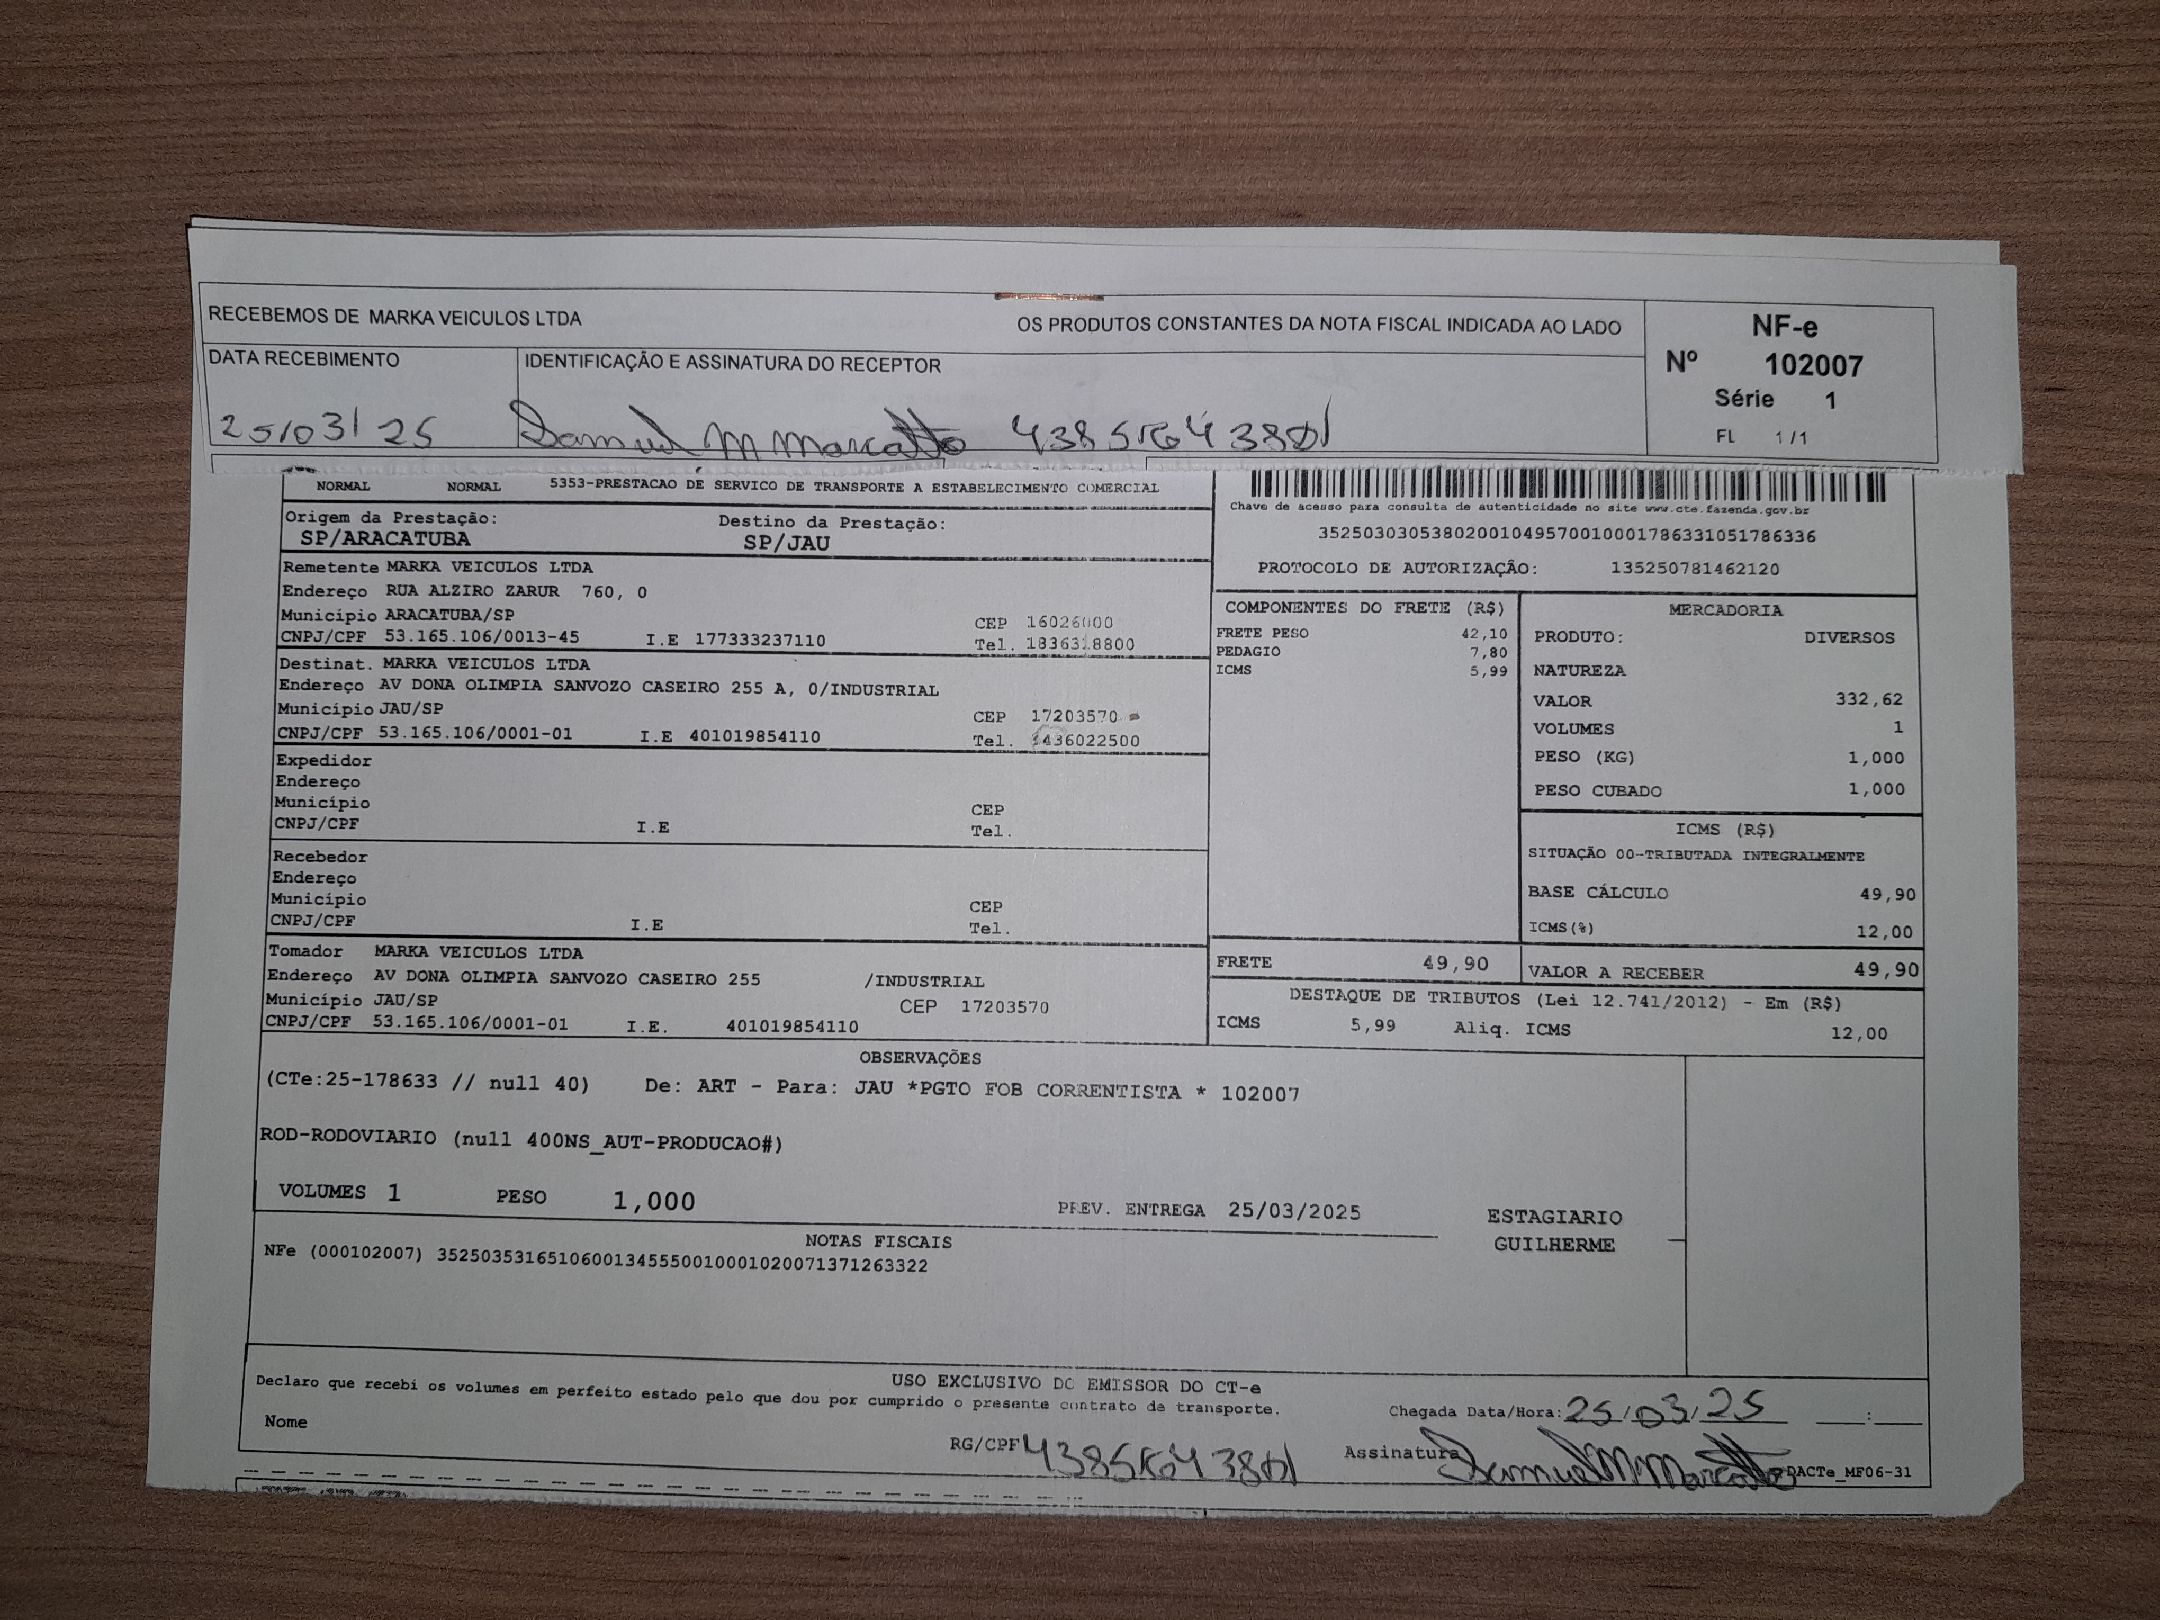 RECEBEMOS DE MARKA VEICULOS LTDA OS PRODUTOS CONSTANTES DA NOTA FISCAL INDICADA AO LADO
NF-e
Nº 102007
Série 1
FL 1 /1
DATA RECEBIMENTO IDENTIFICAÇÃO E ASSINATURA DO RECEPTOR
25/03/25 Samuel M Marcatto
NORMAL NORMAL 5353-PRESTACAO DE SERVICO DE TRANSPORTE A ESTABELECIMENTO COMERCIAL
Chave de acesso para consulta de autenticidade no site www.cte.fazenda.gov.br
35250303053802001049570010001786331051786336
PROTOCOLO DE AUTORIZAÇÃO: 135250781462120
Origem da Prestação: Destino da Prestação:
SP/ARACATUBA SP/JAU
Remetente MARKA VEICULOS LTDA
Endereço RUA ALZIRO ZARUR 760, 0
Município ARACATUBA/SP CEP 16026000
CNPJ/CPF 53.165.106/0013-45 I.E 177333237110 Tel. 1836318800
Destinat. MARKA VEICULOS LTDA
Endereço AV DONA OLIMPIA SANVOZO CASEIRO 255 A, 0/INDUSTRIAL
Município JAU/SP CEP 17203570
CNPJ/CPF 53.165.106/0001-01 I.E 401019854110 Tel. 1436022500
Expedidor
Endereço
Município CEP
CNPJ/CPF I.E Tel.
Recebedor
Endereço
Município CEP
CNPJ/CPF I.E Tel.
Tomador MARKA VEICULOS LTDA
Endereço AV DONA OLIMPIA SANVOZO CASEIRO 255 /INDUSTRIAL
Município JAU/SP CEP 17203570
CNPJ/CPF 53.165.106/0001-01 I.E. 401019854110
COMPONENTES DO FRETE (R$)
FRETE PESO 42,10
PEDAGIO 7,80
ICMS 5,99
MERCADORIA
PRODUTO: DIVERSOS
NATUREZA
VALOR 332,62
VOLUMES 1
PESO (KG) 1,000
PESO CUBADO 1,000
ICMS (R$)
SITUAÇÃO 00-TRIBUTADA INTEGRALMENTE
BASE CÁLCULO 49,90
ICMS(%) 12,00
FRETE 49,90 VALOR A RECEBER 49,90
DESTAQUE DE TRIBUTOS (Lei 12.741/2012) - Em (R$)
ICMS 5,99 Aliq. ICMS 12,00
OBSERVAÇÕES
(CTe:25-178633 // null 40) De: ART - Para: JAU *PGTO FOB CORRENTISTA * 102007
ROD-RODOVIARIO (null 400NS_AUT-PRODUCAO#)
VOLUMES 1 PESO 1,000 PREV. ENTREGA 25/03/2025
ESTAGIARIO
GUILHERME
NOTAS FISCAIS
NFe (000102007) 35250353165106001345550010001020071371263322
USO EXCLUSIVO DO EMISSOR DO CT-e
Declaro que recebi os volumes em perfeito estado pelo que dou por cumprido o presente contrato de transporte.
Chegada Data/Hora: 25/03/25 __:__
Nome RG/CPF Assinatura Samuel M Marcatto DACTe_MF06-31